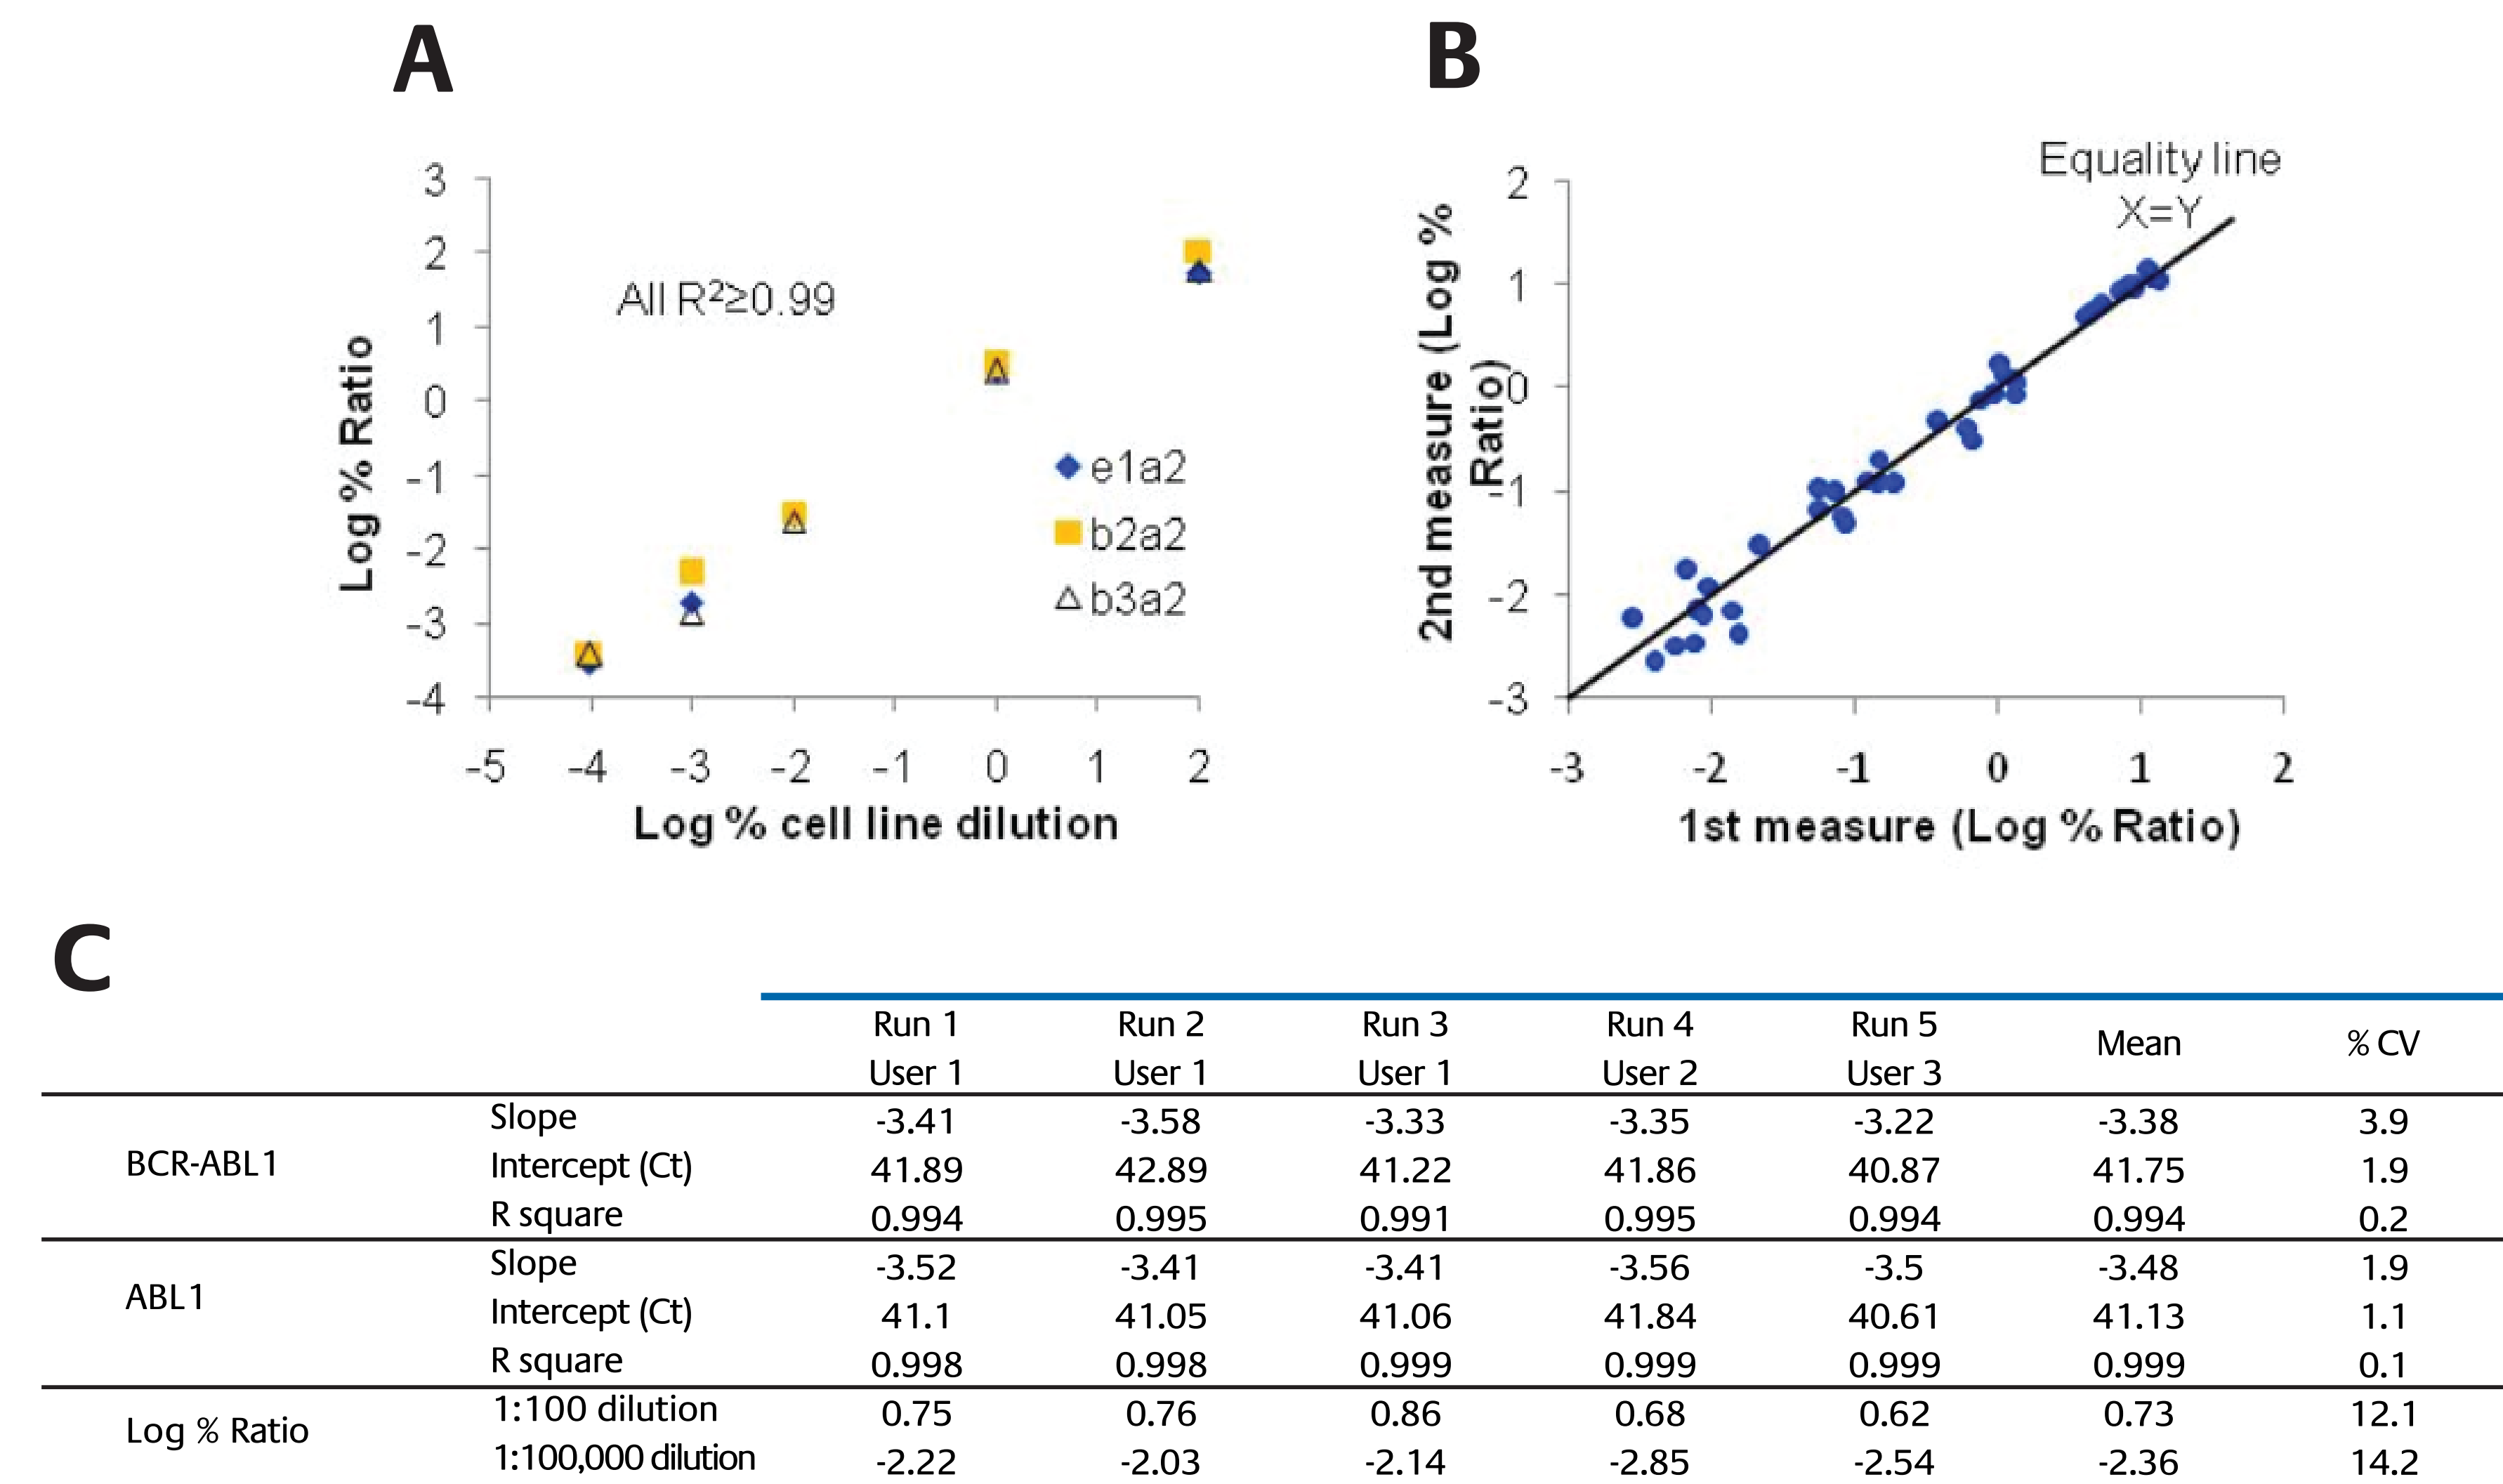 A
B
3
2
1
0
-1
-2
-3
-4
All R²≥0.99
e1a2
b2a2
b3a2
Log % Ratio
-5 -4 -3 -2 -1 0 1 2
Log % cell line dilution
Equality line
X=Y
2
1
0
-1
-2
-3
2nd measure (Log %
Ratio)
-3 -2 -1 0 1 2
1st measure (Log % Ratio)
C
Run 1 Run 2 Run 3 Run 4 Run 5 Mean % CV
User 1 User 1 User 1 User 2 User 3
BCR-ABL1
Slope -3.41 -3.58 -3.33 -3.35 -3.22 -3.38 3.9
Intercept (Ct) 41.89 42.89 41.22 41.86 40.87 41.75 1.9
R square 0.994 0.995 0.991 0.995 0.994 0.994 0.2
ABL1
Slope -3.52 -3.41 -3.41 -3.56 -3.5 -3.48 1.9
Intercept (Ct) 41.1 41.05 41.06 41.84 40.61 41.13 1.1
R square 0.998 0.998 0.999 0.999 0.999 0.999 0.1
Log % Ratio
1:100 dilution 0.75 0.76 0.86 0.68 0.62 0.73 12.1
1:100,000 dilution -2.22 -2.03 -2.14 -2.85 -2.54 -2.36 14.2